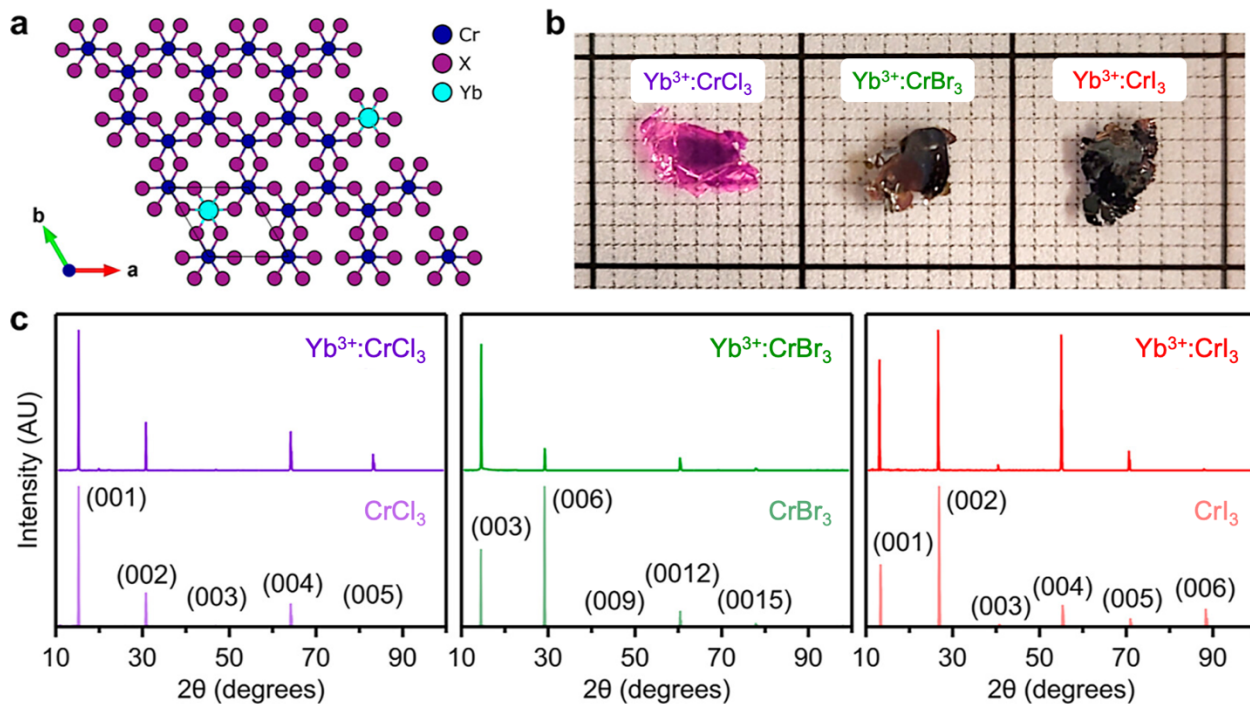 a
Cr
X
Yb
b
a
b
Yb³⁺:CrCl₃
Yb³⁺:CrBr₃
Yb³⁺:CrI₃
c
Intensity (AU)
Yb³⁺:CrCl₃
(001)
CrCl₃
(002)
(003)
(004)
(005)
10 30 50 70 90
2θ (degrees)
Yb³⁺:CrBr₃
(003)
(006)
CrBr₃
(009)
(0012)
(0015)
10 30 50 70 90
2θ (degrees)
Yb³⁺:CrI₃
(001)
(002)
CrI₃
(003)
(004)
(005)
(006)
10 30 50 70 90
2θ (degrees)